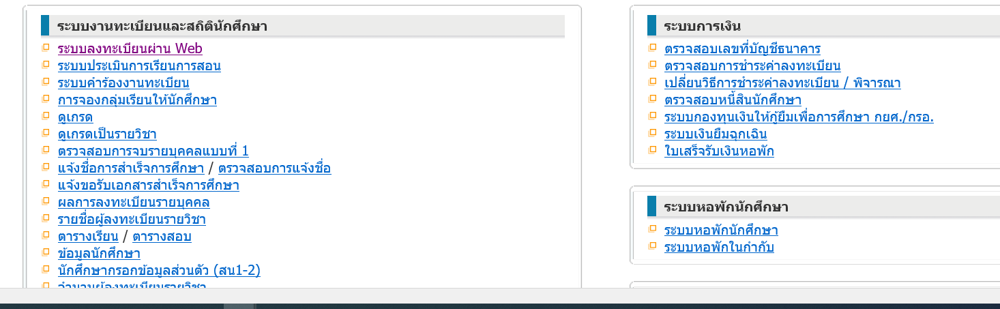 ระบบงานทะเบียนและสถิตินักศึกษา
ระบบลงทะเบียนผ่าน Web
ระบบประเมินการเรียนการสอน
ระบบคำร้องงานทะเบียน
การจองกลุ่มเรียนให้นักศึกษา
ดูเกรด
ดูเกรดเป็นรายวิชา
ตรวจสอบการจบรายบุคคลแบบที่ 1
แจ้งชื่อการสำเร็จการศึกษา / ตรวจสอบการแจ้งชื่อ
แจ้งขอรับเอกสารสำเร็จการศึกษา
ผลการลงทะเบียนรายบุคคล
รายชื่อผู้ลงทะเบียนรายวิชา
ตารางเรียน / ตารางสอบ
ข้อมูลนักศึกษา
นักศึกษากรอกข้อมูลส่วนตัว (สน1-2)
ระบบการเงิน
ตรวจสอบเลขที่บัญชีธนาคาร
ตรวจสอบการชำระค่าลงทะเบียน
เปลี่ยนวิธีการชำระค่าลงทะเบียน / พิจารณา
ตรวจสอบหนี้สินนักศึกษา
ระบบกองทุนเงินให้กู้ยืมเพื่อการศึกษา กยศ./กรอ.
ระบบเงินยืมฉุกเฉิน
ใบเสร็จรับเงินหอพัก
ระบบหอพักนักศึกษา
ระบบหอพักนักศึกษา
ระบบหอพักในกำกับ